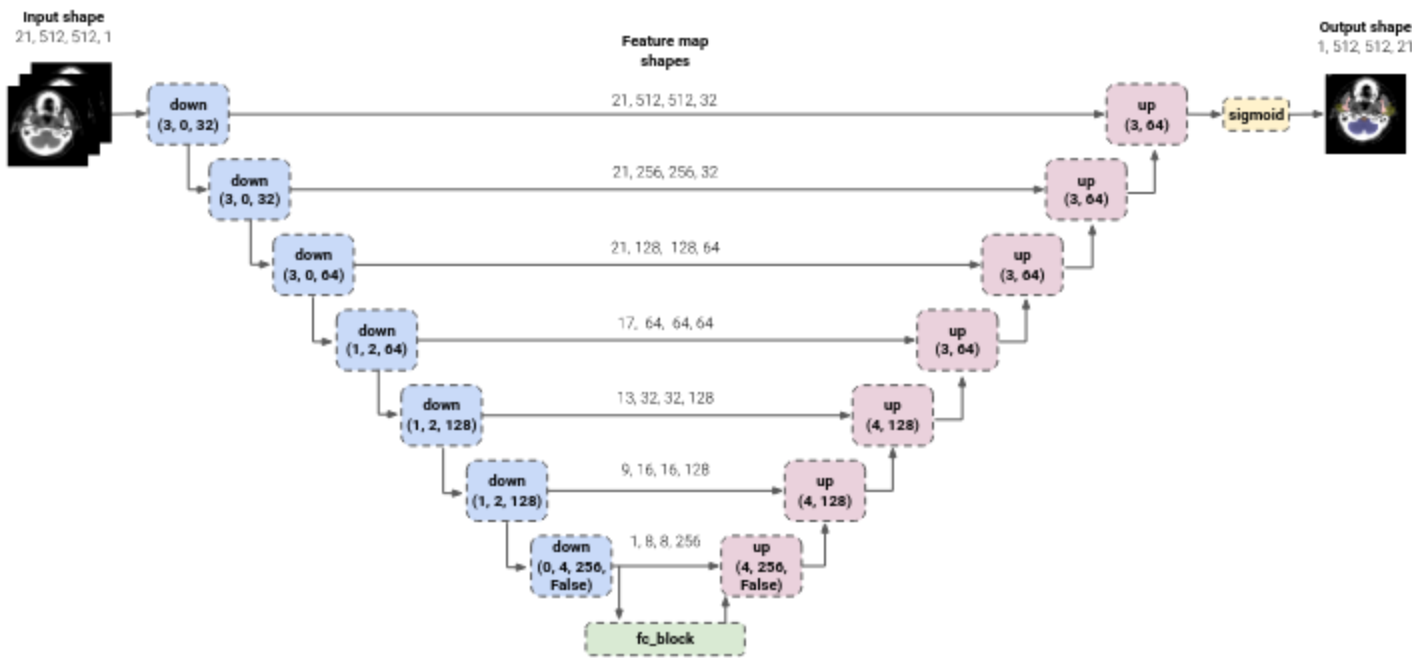 Input shape
21, 512, 512, 1
Feature map
shapes
Output shape
1, 512, 512, 21
down
(3, 0, 32)
21, 512, 512, 32
up
(3, 64)
sigmoid
down
(3, 0, 32)
21, 256, 256, 32
up
(3, 64)
down
(3, 0, 64)
21, 128, 128, 64
up
(3, 64)
down
(1, 2, 64)
17, 64, 64, 64
up
(3, 64)
down
(1, 2, 128)
13, 32, 32, 128
up
(4, 128)
down
(1, 2, 128)
9, 16, 16, 128
up
(4, 128)
down
(0, 4, 256,
False)
1, 8, 8, 256
up
(4, 256,
False)
fc_block